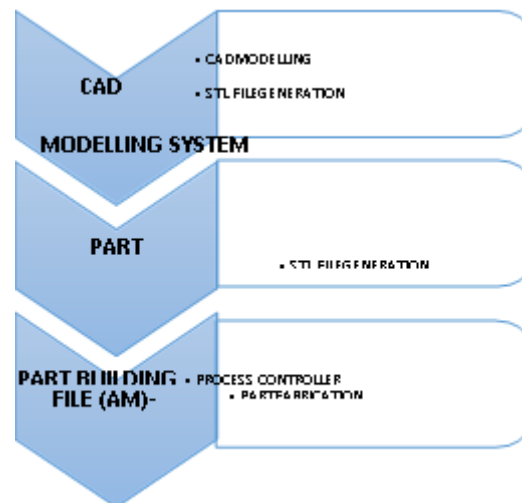 CAD
• CADMODELLING
• STL FILEGENERATION
MODELLING SYSTEM
PART
• STL FILEGENERATION
PART BUILDING
FILE (AM)-
• PROCESS CONTROLLER
• PARTFABRICATION